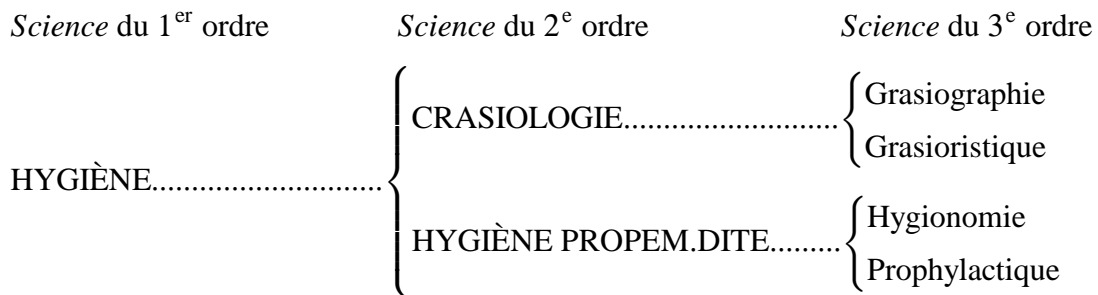 Science du 1er ordre Science du 2e ordre Science du 3e ordre
CRASIOLOGIE........................... Grasiographie
Grasioristique
HYGIÈNE.............................
HYGIÈNE PROPEM.DITE......... Hygionomie
Prophylactique